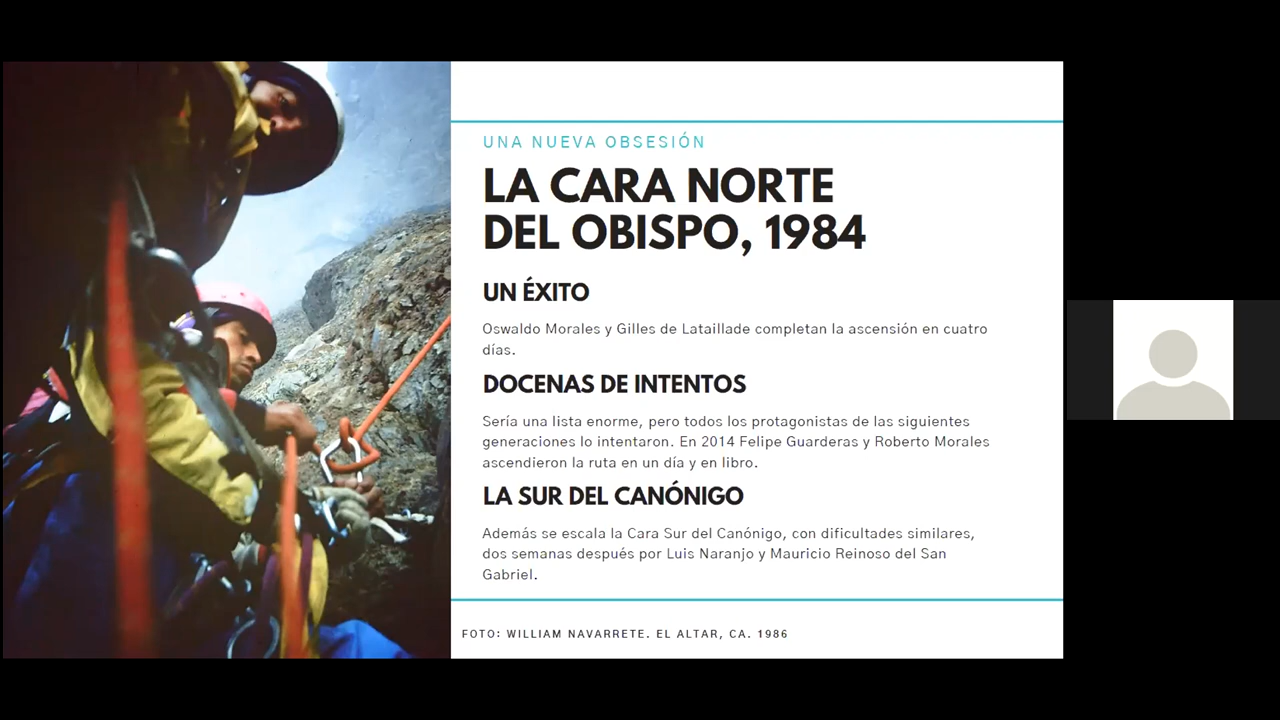 UNA NUEVA OBSESIÓN
LA CARA NORTE
DEL OBISPO, 1984
UN ÉXITO
Oswaldo Morales y Gilles de Lataillade completan la ascensión en cuatro
días.
DOCENAS DE INTENTOS
Sería una lista enorme, pero todos los protagonistas de las siguientes
generaciones lo intentaron. En 2014 Felipe Guarderas y Roberto Morales
ascendieron la ruta en un día y en libro.
LA SUR DEL CANÓNIGO
Además se escala la Cara Sur del Canónigo, con dificultades similares,
dos semanas después por Luis Naranjo y Mauricio Reinoso del San
Gabriel.
FOTO: WILLIAM NAVARRETE. EL ALTAR, CA. 1986